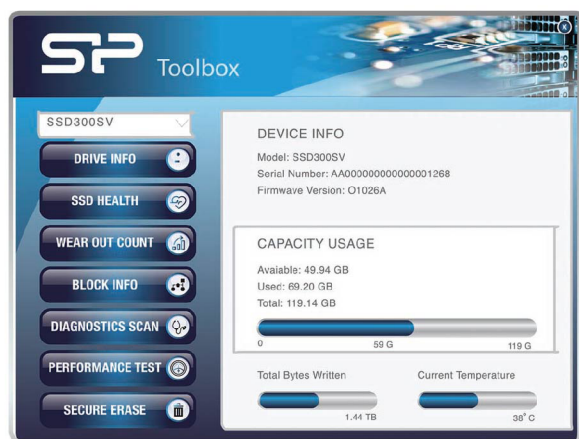 SP Toolbox
SSD300SV
DRIVE INFO
SSD HEALTH
WEAR OUT COUNT
BLOCK INFO
DIAGNOSTICS SCAN
PERFORMANCE TEST
SECURE ERASE
DEVICE INFO
Model: SSD300SV
Serial Number: AA000000000000001268
Firmwave Version: O1026A
CAPACITY USAGE
Avaiable: 49.94 GB
Used: 69.20 GB
Total: 119.14 GB
0 59 G 119 G
Total Bytes Written
1.44 TB
Current Temperature
38° C